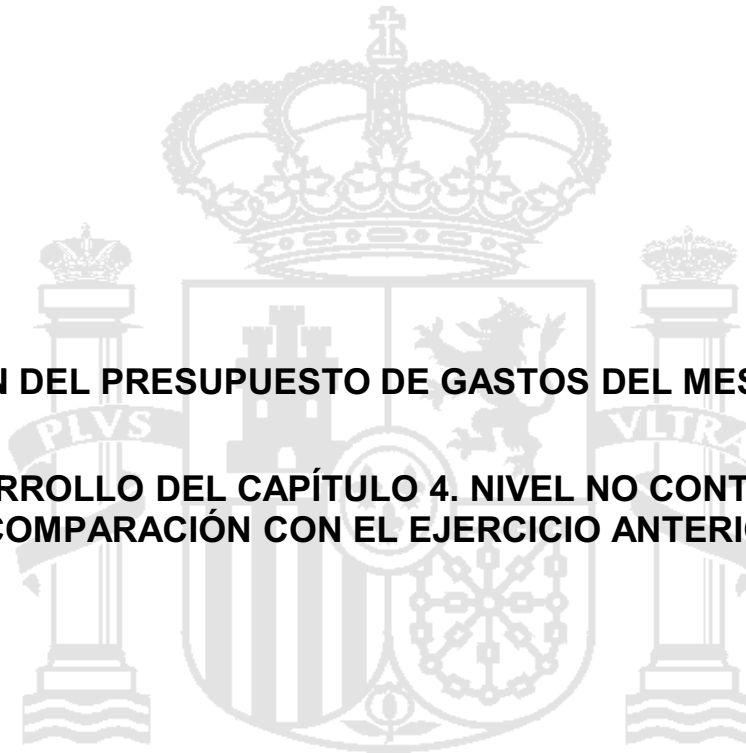 N DEL PRESUPUESTO DE GASTOS DEL MES
PLVS VLTRA
RROLLO DEL CAPÍTULO 4. NIVEL NO CONT
COMPARACIÓN CON EL EJERCICIO ANTERI